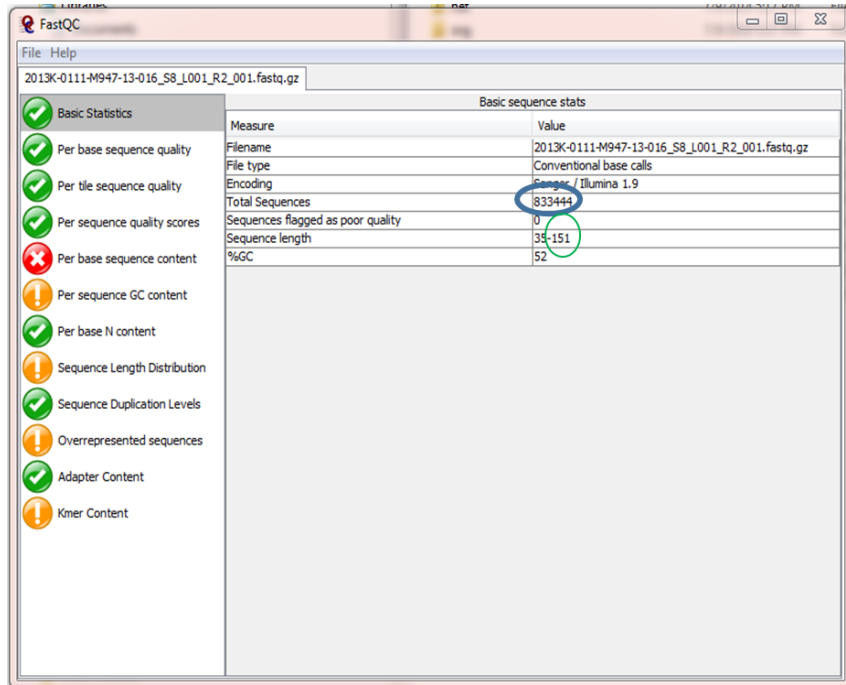 FastQC
File Help
2013K-0111-M947-13-016_S8_L001_R2_001.fastq.gz
Basic Statistics
Per base sequence quality
Per tile sequence quality
Per sequence quality scores
Per base sequence content
Per sequence GC content
Per base N content
Sequence Length Distribution
Sequence Duplication Levels
Overrepresented sequences
Adapter Content
Kmer Content
Basic sequence stats
Measure Value
Filename 2013K-0111-M947-13-016_S8_L001_R2_001.fastq.gz
File type Conventional base calls
Encoding Sanger / Illumina 1.9
Total Sequences 833444
Sequences flagged as poor quality 0
Sequence length 35-151
%GC 52